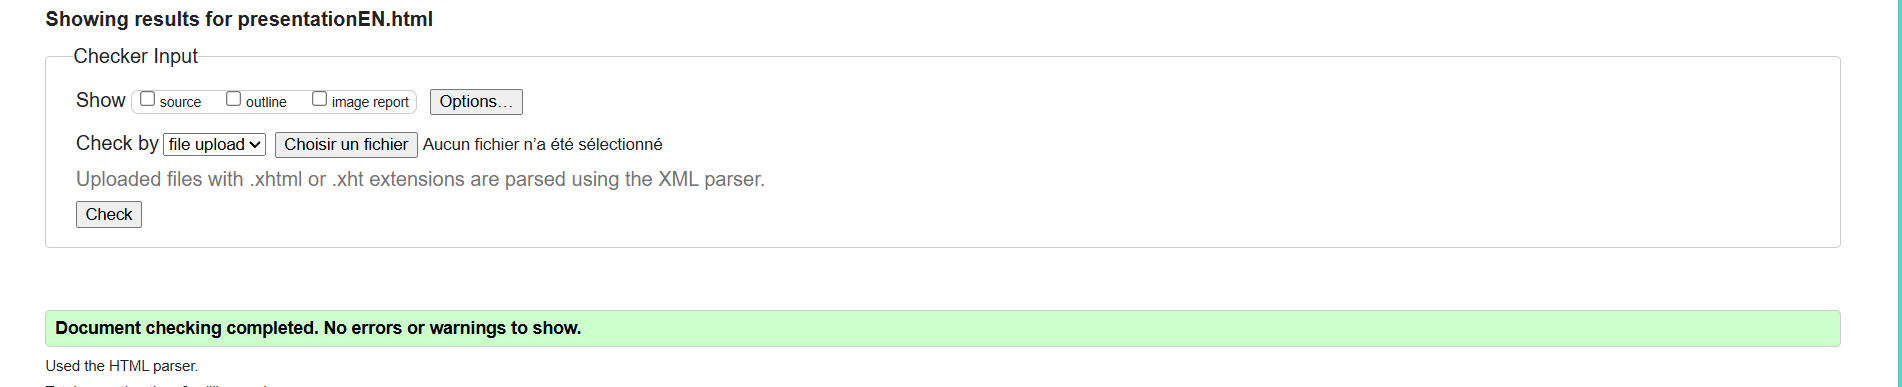 Showing results for presentationEN.html
Checker Input
Show source outline image report Options...
Check by file upload Choisir un fichier Aucun fichier n’a été sélectionné
Uploaded files with .xhtml or .xht extensions are parsed using the XML parser.
Check
Document checking completed. No errors or warnings to show.
Used the HTML parser.